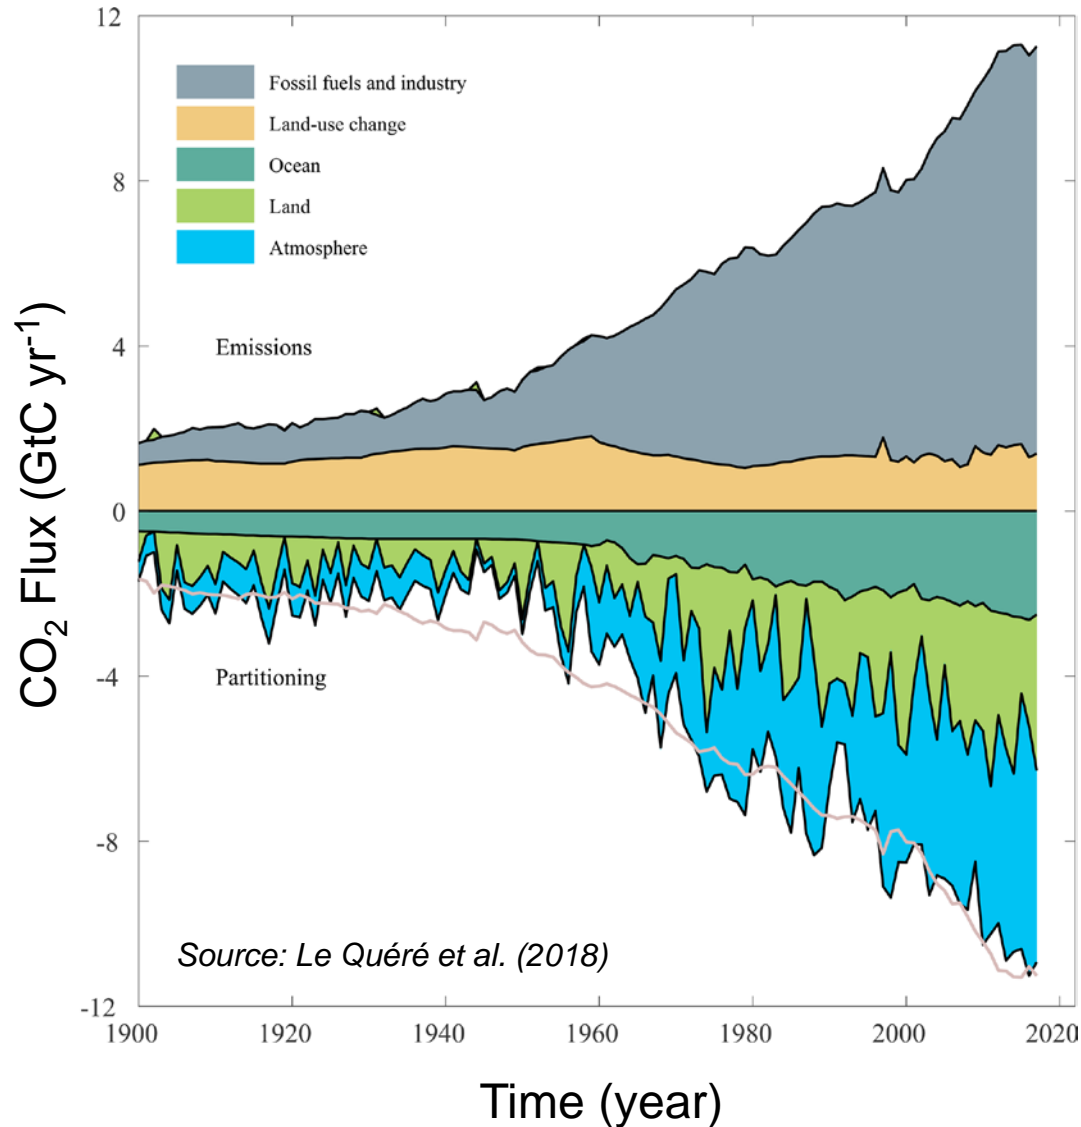 12
8
4
0
-4
-8
-12
CO2 Flux (GtC yr-1)
Fossil fuels and industry
Land-use change
Ocean
Land
Atmosphere
Emissions
Partitioning
Source: Le Quéré et al. (2018)
1900 1920 1940 1960 1980 2000 2020
Time (year)